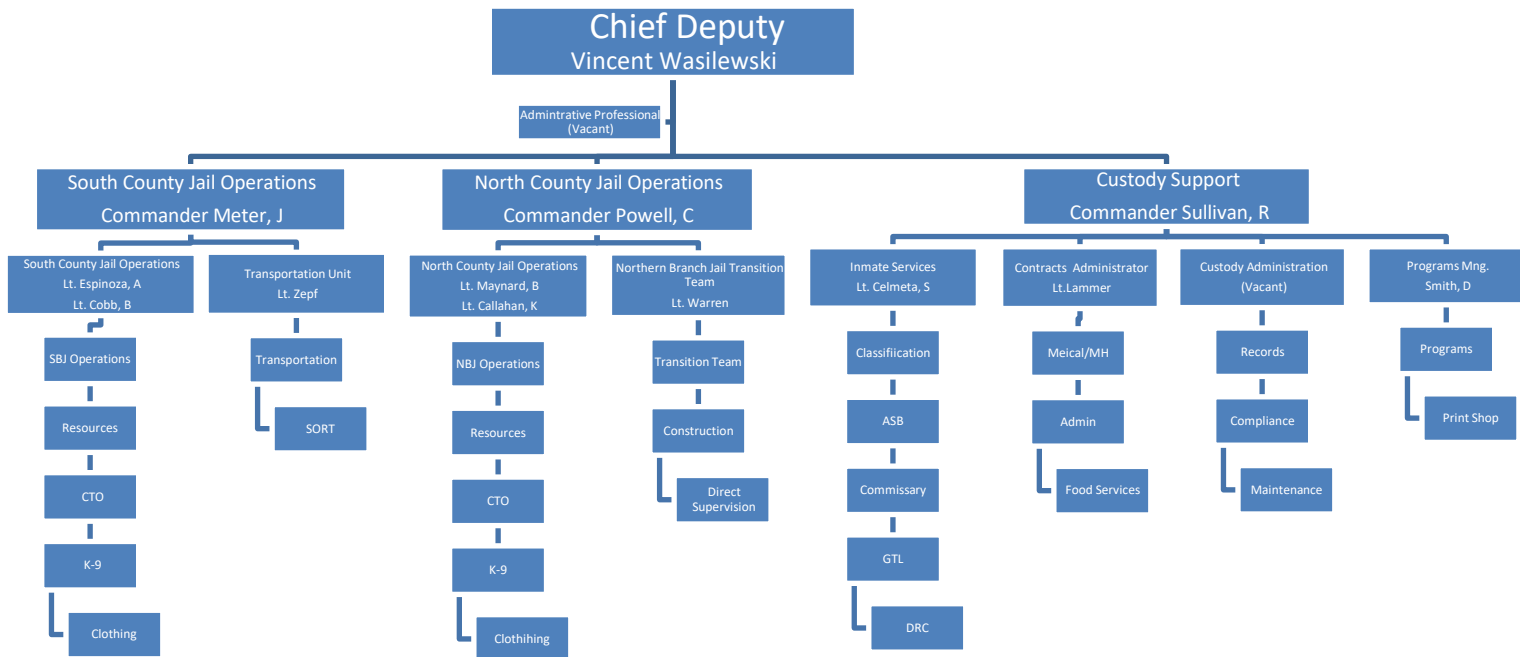 Chief Deputy
Vincent Wasilewski
Admintrative Professional
(Vacant)
South County Jail Operations
Commander Meter, J
North County Jail Operations
Commander Powell, C
Custody Support
Commander Sullivan, R
South County Jail Operations
Lt. Espinoza, A
Lt. Cobb, B
Transportation Unit
Lt. Zepf
North County Jail Operations
Lt. Maynard, B
Lt. Callahan, K
Northern Branch Jail Transition
Team
Lt. Warren
Inmate Services
Lt. Celmeta, S
Contracts Administrator
Lt.Lammer
Custody Administration
(Vacant)
Programs Mng.
Smith, D
SBJ Operations
Transportation
NBJ Operations
Transition Team
Classifiication
Meical/MH
Records
Programs
Resources
SORT
Resources
Construction
ASB
Admin
Compliance
Print Shop
CTO
CTO
Direct
Supervision
Commissary
Food Services
Maintenance
K-9
K-9
GTL
Clothing
Clothihing
DRC